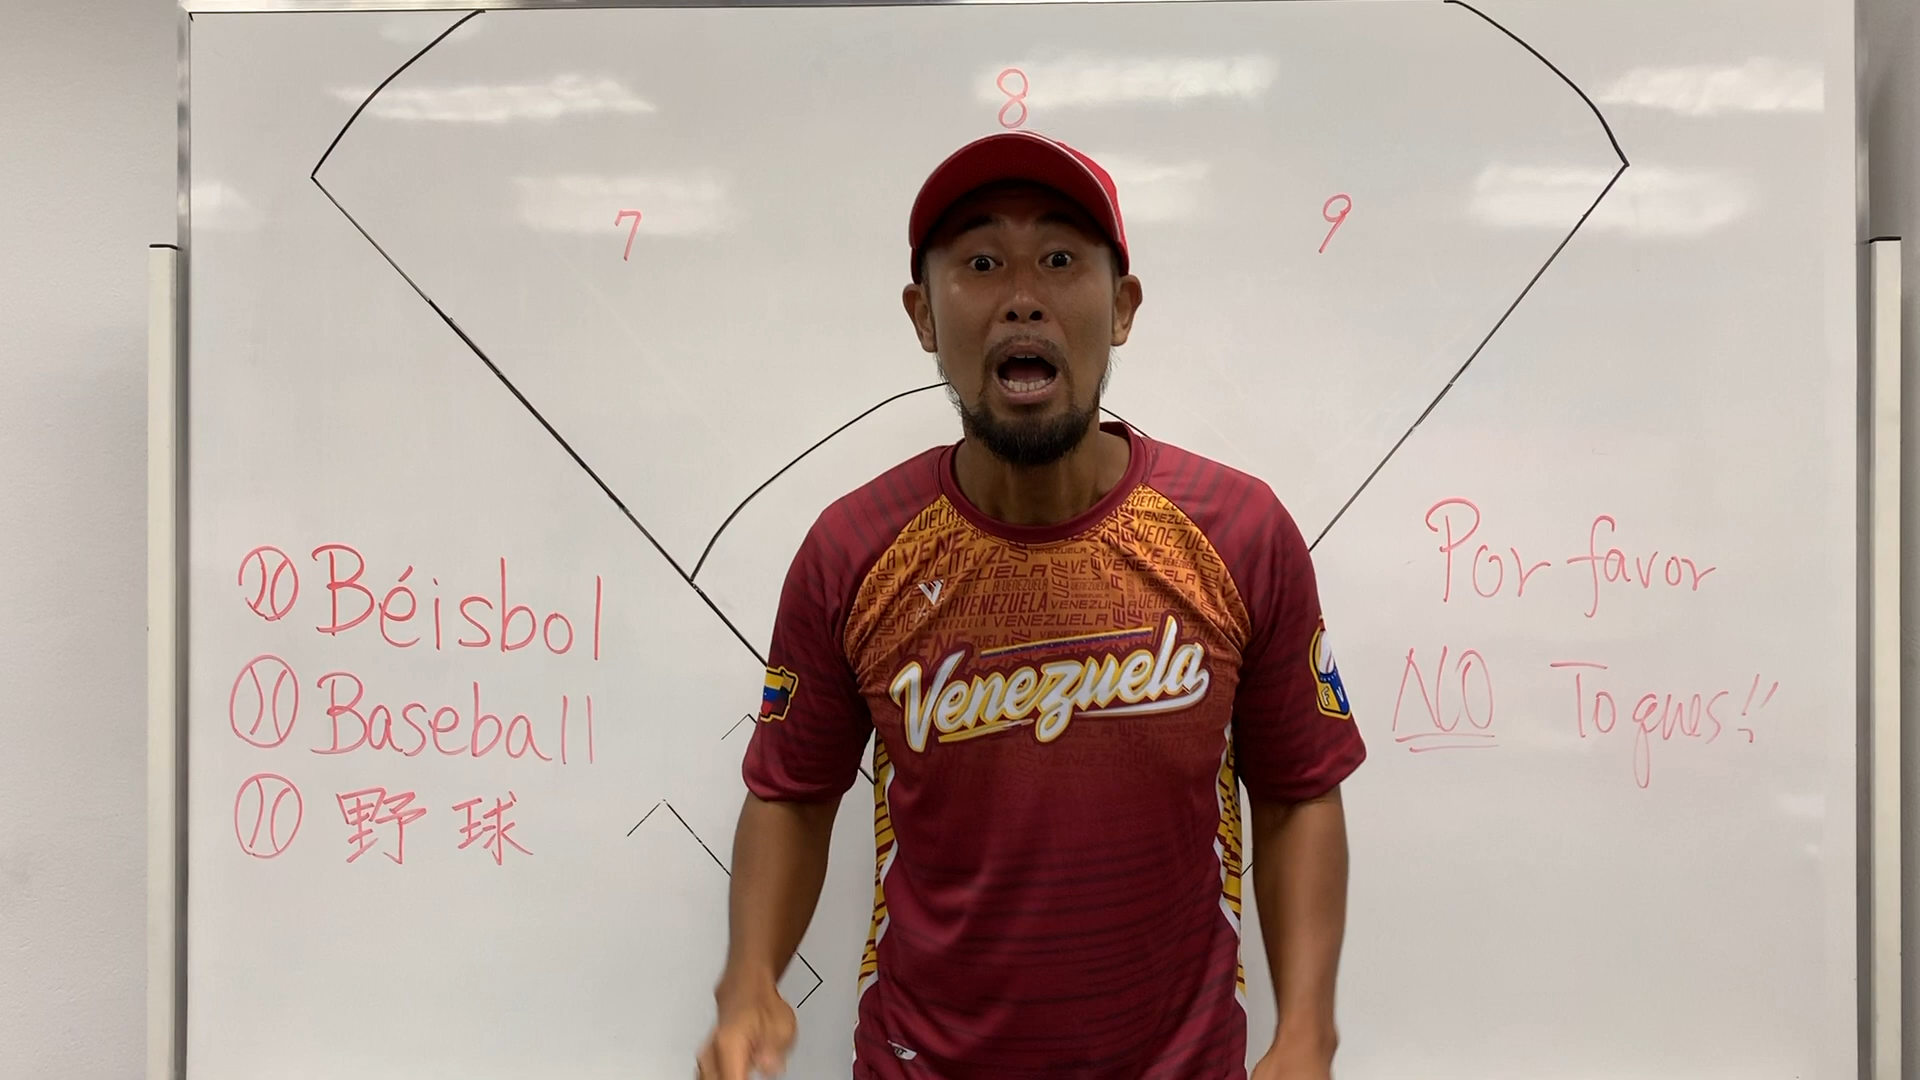 8
7
9
Béisbol
Baseball
野球
Por favor
NO Toques!!
Venezuela